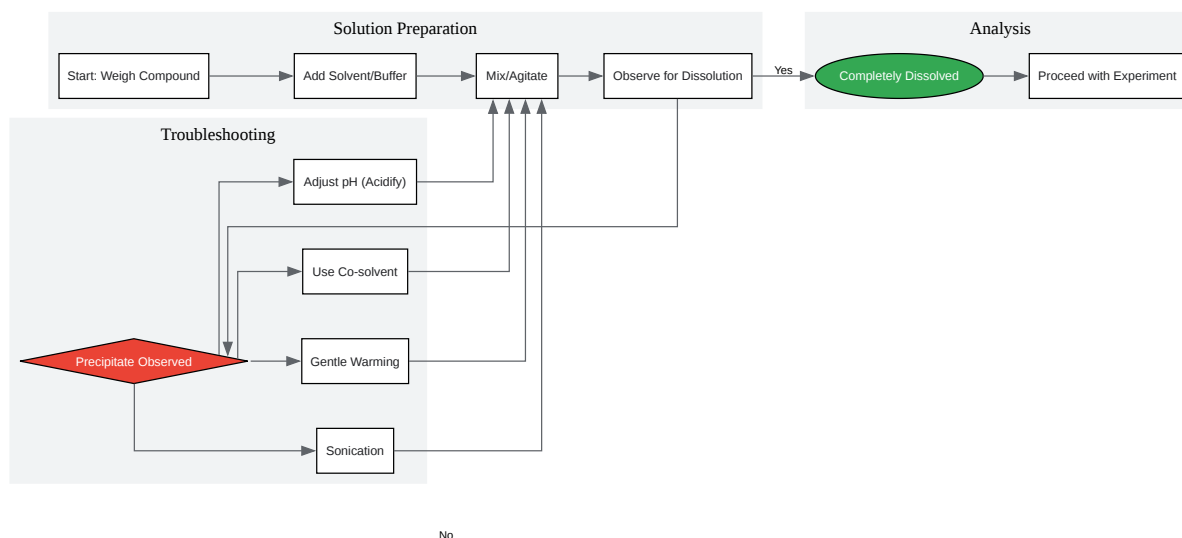 Solution Preparation
Analysis
Start: Weigh Compound
Add Solvent/Buffer
Mix/Agitate
Observe for Dissolution
Yes
Completely Dissolved
Proceed with Experiment
Troubleshooting
Adjust pH (Acidify)
Use Co-solvent
Precipitate Observed
Gentle Warming
Sonication
No